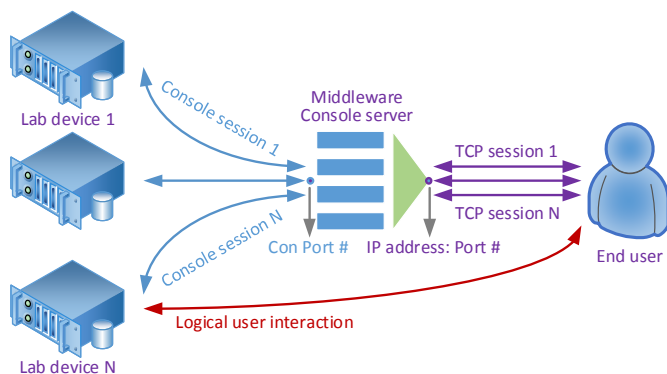 Lab device 1
Console session 1
Middleware
Console server
TCP session 1
TCP session N
End user
Console session N
Con Port #
IP address: Port #
Logical user interaction
Lab device N